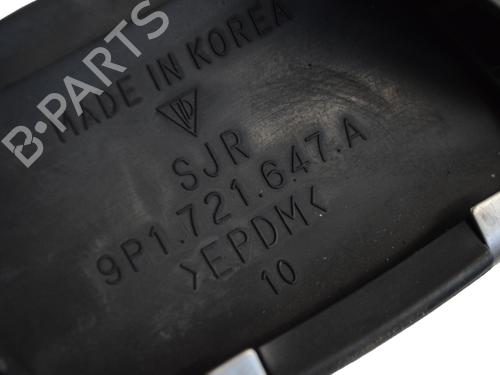 B-PARTS
MADE IN KOREA
SJR
9P1.721.647.A
>EPDM<
10